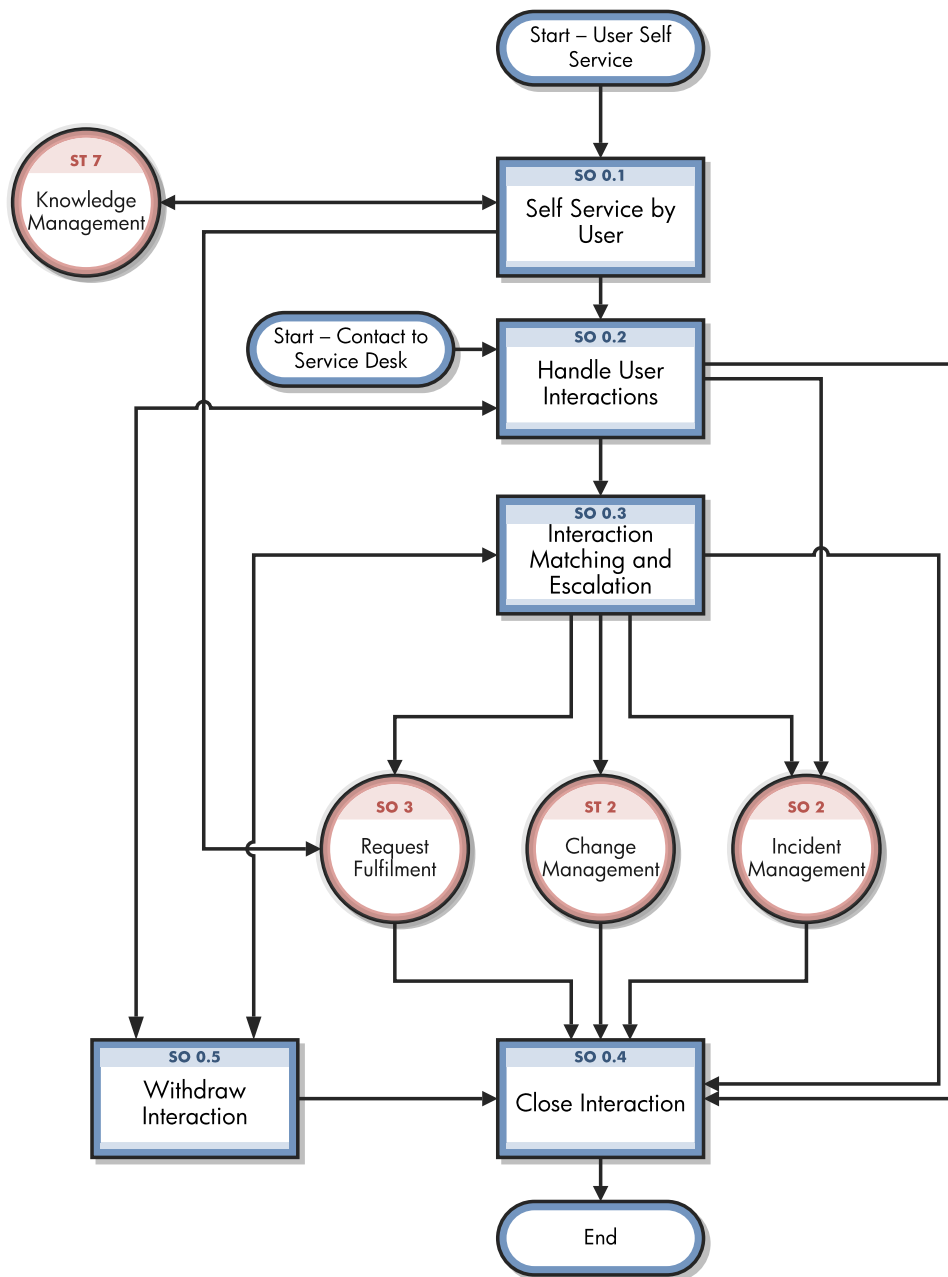 Start – User Self
Service
ST 7
Knowledge
Management
SO 0.1
Self Service by
User
Start – Contact to
Service Desk
SO 0.2
Handle User
Interactions
SO 0.3
Interaction
Matching and
Escalation
SO 3
Request
Fulfilment
ST 2
Change
Management
SO 2
Incident
Management
SO 0.5
Withdraw
Interaction
SO 0.4
Close Interaction
End